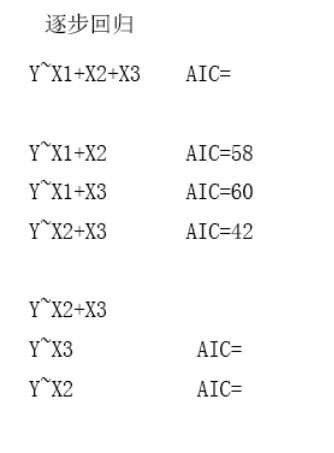 逐步回归
Y~X1+X2+X3 AIC=
Y~X1+X2 AIC=58
Y~X1+X3 AIC=60
Y~X2+X3 AIC=42
Y~X2+X3
Y~X3 AIC=
Y~X2 AIC=